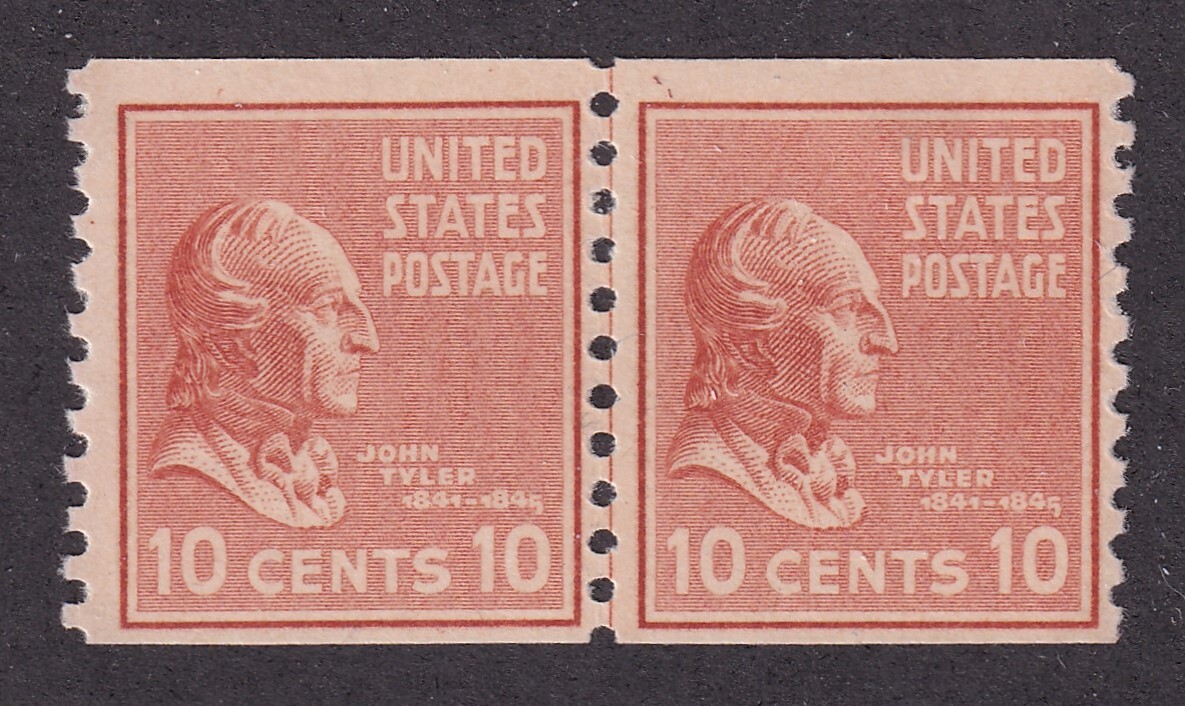 UNITED
STATES
POSTAGE
JOHN
TYLER
1841-1845
10 CENTS 10
UNITED
STATES
POSTAGE
JOHN
TYLER
1841-1845
10 CENTS 10